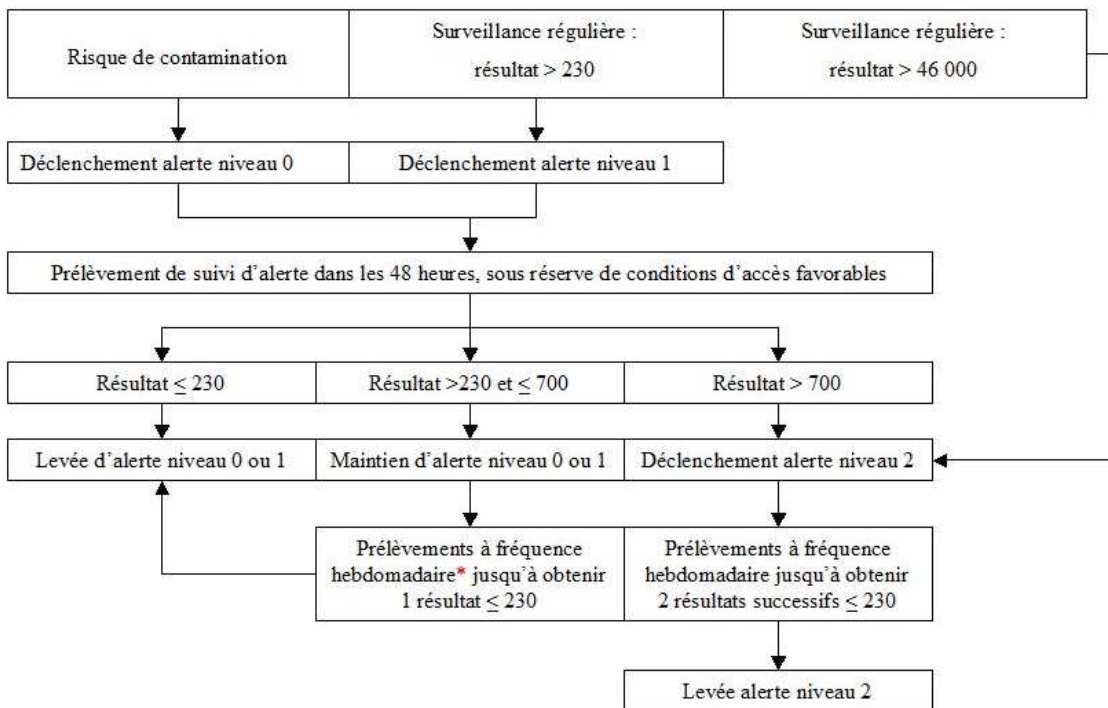 Risque de contamination
Surveillance régulière :
résultat > 230
Surveillance régulière :
résultat > 46 000
Déclenchement alerte niveau 0
Déclenchement alerte niveau 1
Prélèvement de suivi d’alerte dans les 48 heures, sous réserve de conditions d’accès favorables
Résultat ≤ 230
Résultat >230 et ≤ 700
Résultat > 700
Levée d’alerte niveau 0 ou 1
Maintien d’alerte niveau 0 ou 1
Déclenchement alerte niveau 2
Prélèvements à fréquence
hebdomadaire* jusqu’à obtenir
1 résultat ≤ 230
Prélèvements à fréquence
hebdomadaire jusqu’à obtenir
2 résultats successifs ≤ 230
Levée alerte niveau 2